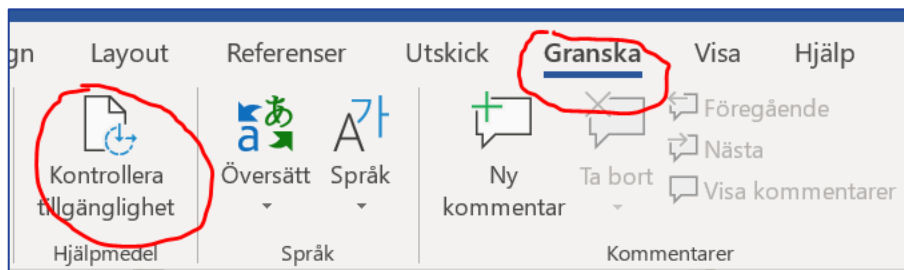 gn Layout Referenser Utskick Granska Visa Hjälp
Kontrollera
tillgänglighet
Hjälpmedel
Översätt Språk
Språk
Ny
kommentar
Ta bort
Föregående
Nästa
Visa kommentarer
Kommentarer